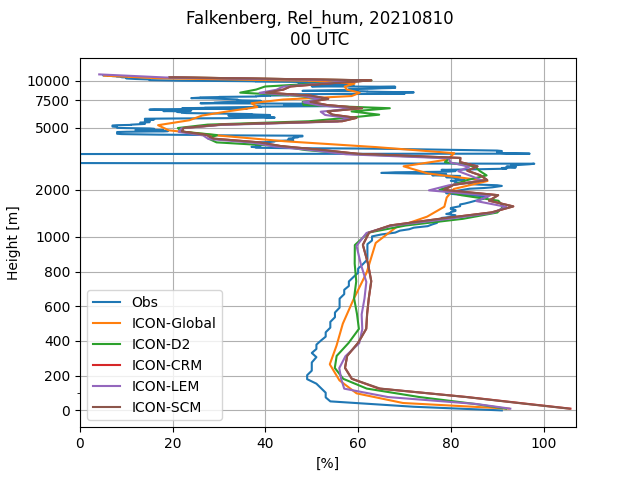 Falkenberg, Rel_hum, 20210810
00 UTC
10000
7500
5000
2000
1000
800
600
400
200
0
Height [m]
Obs
ICON-Global
ICON-D2
ICON-CRM
ICON-LEM
ICON-SCM
0 20 40 60 80 100
[%]